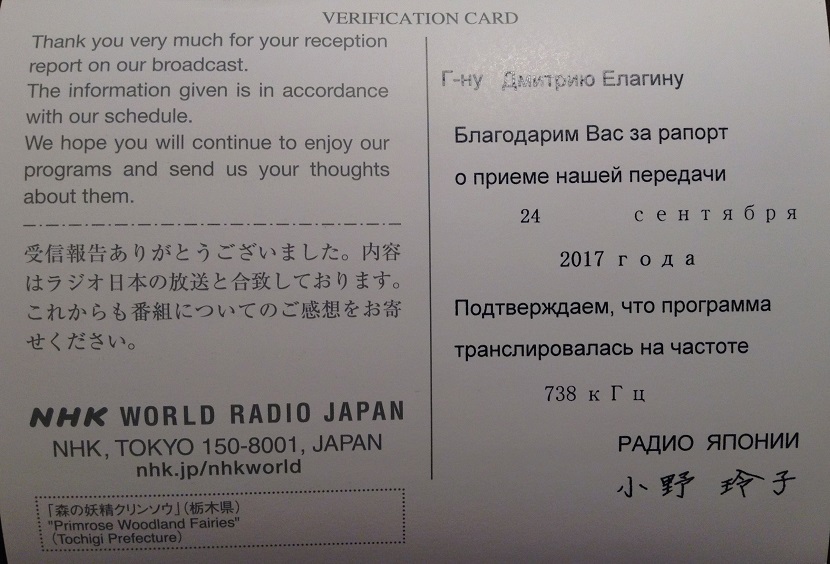 VERIFICATION CARD
Thank you very much for your reception
report on our broadcast.
The information given is in accordance
with our schedule.
We hope you will continue to enjoy our
programs and send us your thoughts
about them.
受信報告ありがとうございました。内容
はラジオ日本の放送と合致しております。
これからも番組についてのご感想をお寄
せください。
NHK WORLD RADIO JAPAN
NHK, TOKYO 150-8001, JAPAN
nhk.jp/nhkworld
「森の妖精クリンソウ」（栃木県）
"Primrose Woodland Fairies"
（Tochigi Prefecture）
Г-ну Дмитрию Елагину
Благодарим Вас за рапорт
о приеме нашей передачи
24 сентября
2017 года
Подтверждаем, что программа
транслировалась на частоте
738 кГц
РАДИО ЯПОНИИ
小野 玲子